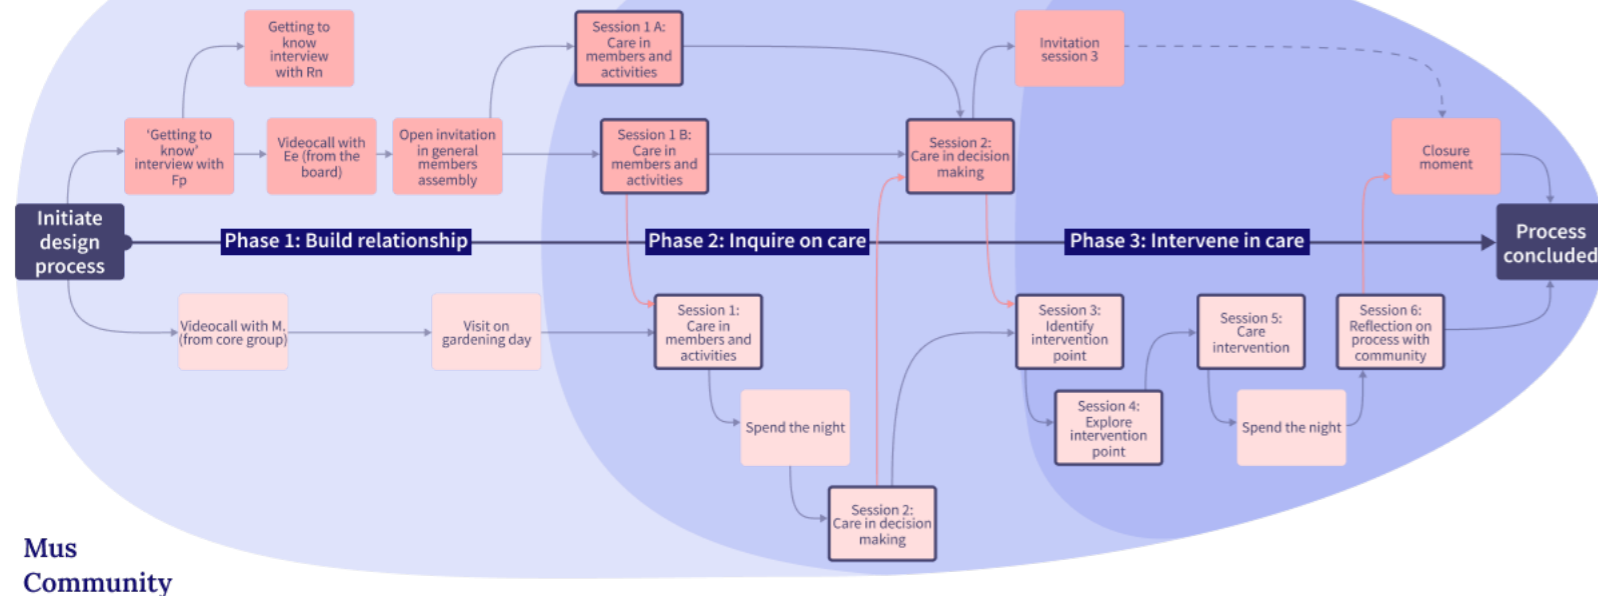 Getting to
know
interview
with Rn
Session 1 A:
Care in
members and
activities
Invitation
session 3
‘Getting to
know’
interview with
Fp
Videocall with
Ee (from the
board)
Open invitation
in general
members
assembly
Session 1 B:
Care in
members and
activities
Session 2:
Care in decision
making
Closure
moment
Initiate
design
process
Phase 1: Build relationship
Phase 2: Inquire on care
Phase 3: Intervene in care
Process
concluded
Videocall with M.
(from core group)
Visit on
gardening day
Session 1:
Care in
members and
activities
Session 3:
Identify
intervention
point
Session 5:
Care
intervention
Session 6:
Reflection on
process with
community
Spend the night
Session 4:
Explore
intervention
point
Spend the night
Session 2:
Care in decision
making
Mus
Community